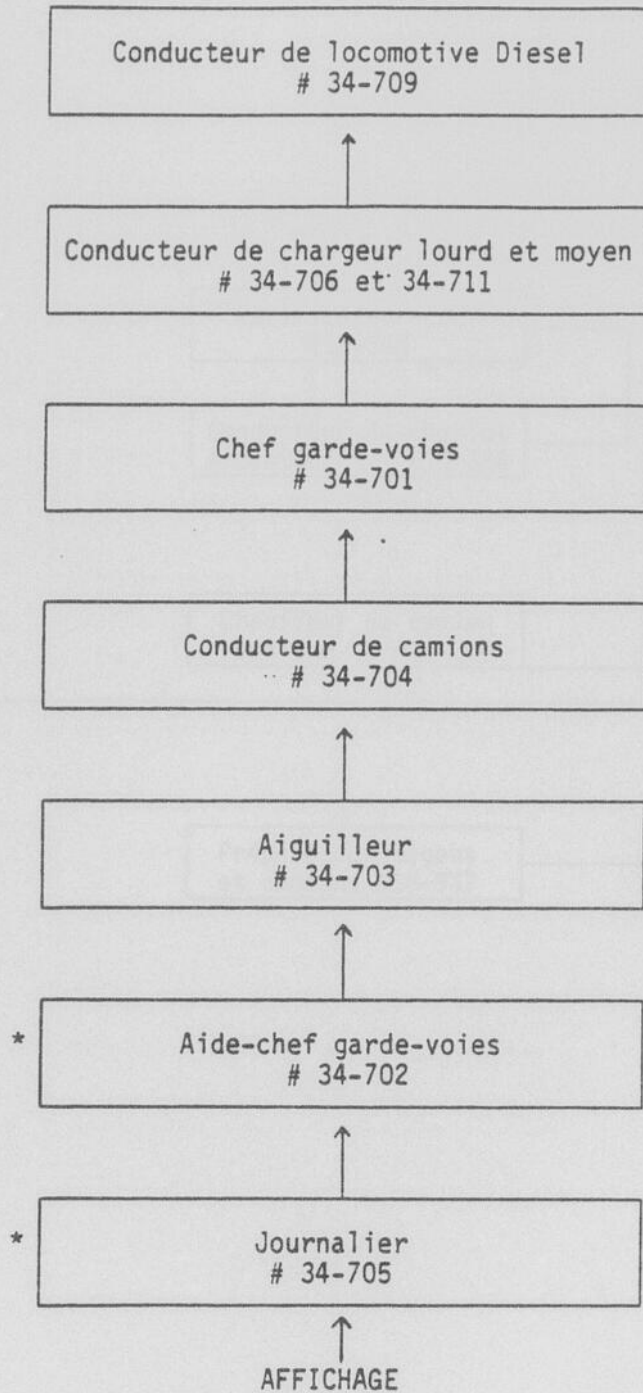 Conducteur de locomotive Diesel
# 34-709
Conducteur de chargeur lourd et moyen
# 34-706 et 34-711
Chef garde-voies
# 34-701
Conducteur de camions
# 34-704
Aiguilleur
# 34-703
* Aide-chef garde-voies
# 34-702
* Journalier
# 34-705
AFFICHAGE